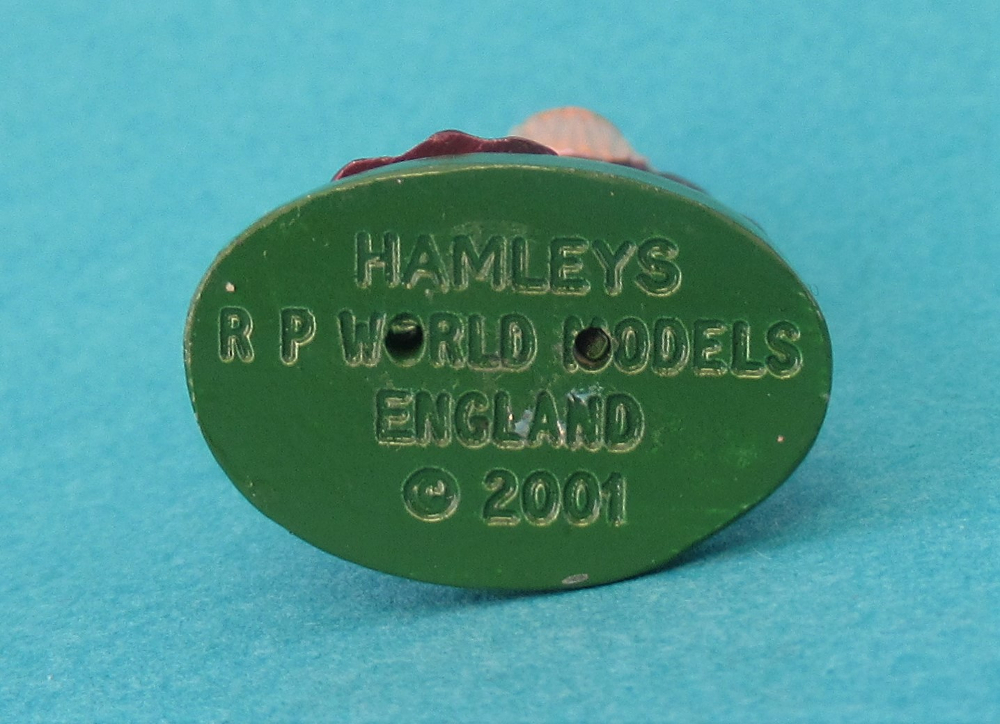 HAMLEYS
R P WORLD MODELS
ENGLAND
© 2001